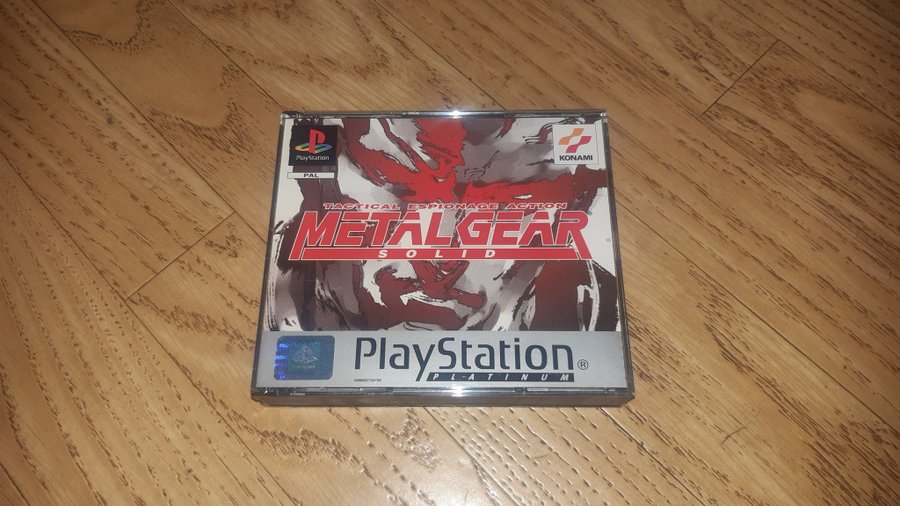 PlayStation
PAL
KONAMI
TACTICAL ESPIONAGE ACTION
METAL GEAR
SOLID
PlayStation®
PLATINUM